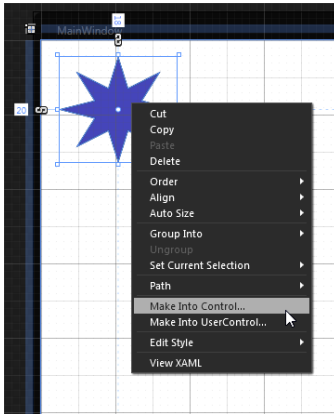 MainWindow
18
20
Cut
Copy
Paste
Delete
Order
Align
Auto Size
Group Into
Ungroup
Set Current Selection
Path
Make Into Control...
Make Into UserControl...
Edit Style
View XAML